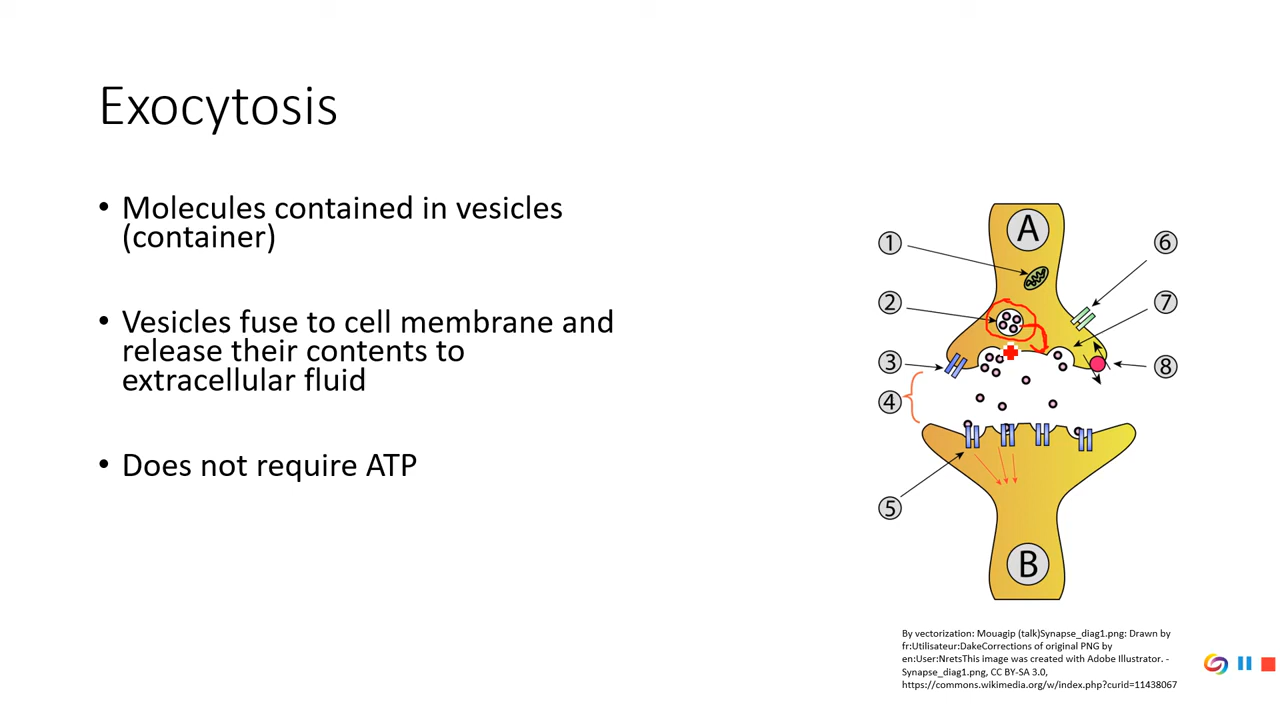 Exocytosis
• Molecules contained in vesicles
(container)
• Vesicles fuse to cell membrane and
release their contents to
extracellular fluid
• Does not require ATP
A
1
6
2
7
3
8
4
5
B
By vectorization: Mouagip (talk)Synapse_diag1.png: Drawn by
fr:Utilisateur:DakeCorrections of original PNG by
en:User:NretsThis image was created with Adobe Illustrator. -
Synapse_diag1.png, CC BY-SA 3.0,
https://commons.wikimedia.org/w/index.php?curid=11438067